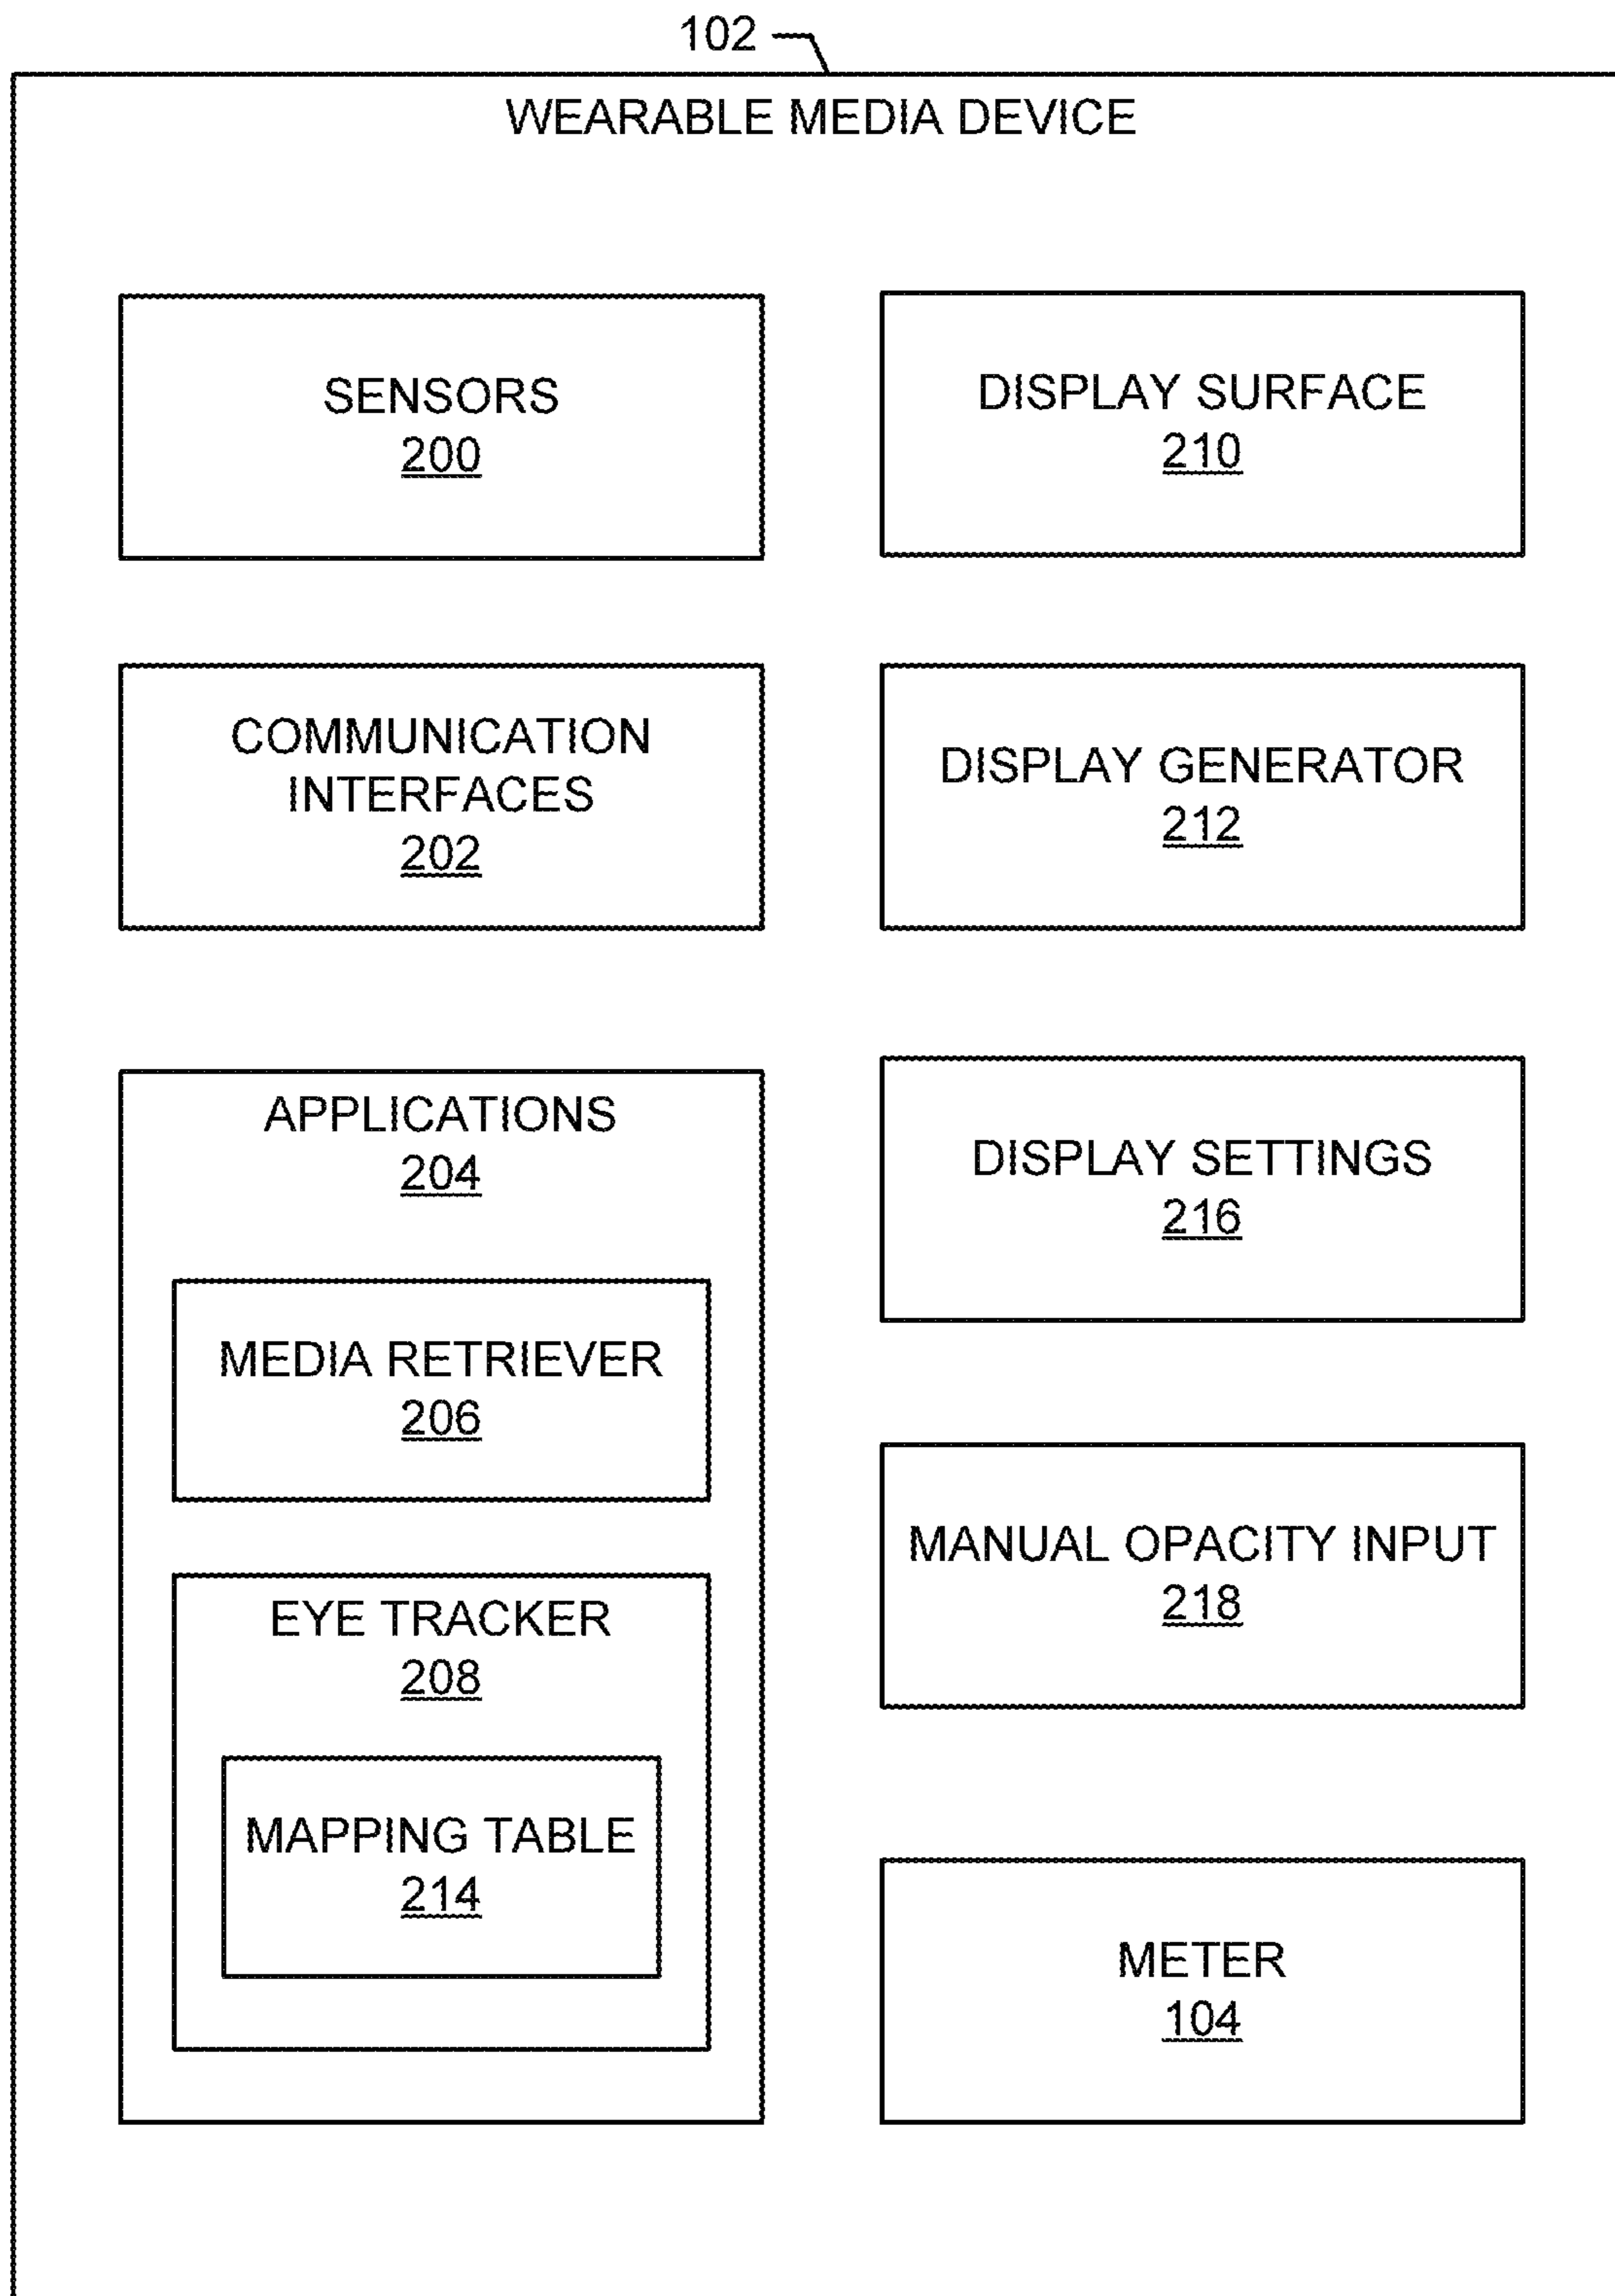 102
WEARABLE MEDIA DEVICE
SENSORS
200
COMMUNICATION
INTERFACES
202
APPLICATIONS
204
MEDIA RETRIEVER
206
EYE TRACKER
208
MAPPING TABLE
214
DISPLAY SURFACE
210
DISPLAY GENERATOR
212
DISPLAY SETTINGS
216
MANUAL OPACITY INPUT
218
METER
104